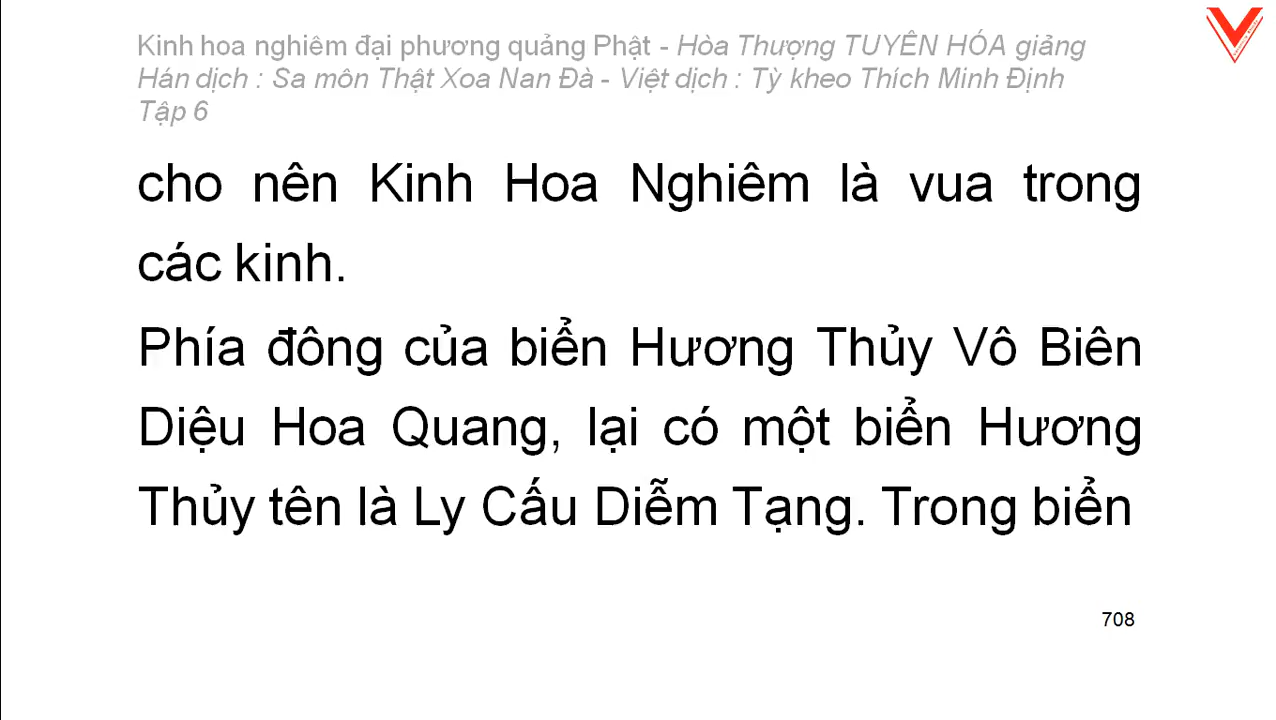 Kinh hoa nghiêm đại phương quảng Phật - Hòa Thượng TUYÊN HÓA giảng
Hán dịch : Sa môn Thật Xoa Nan Đà - Việt dịch : Tỳ kheo Thích Minh Định
Tập 6
cho nên Kinh Hoa Nghiêm là vua trong
các kinh.
Phía đông của biển Hương Thủy Vô Biên
Diệu Hoa Quang, lại có một biển Hương
Thủy tên là Ly Cấu Diễm Tạng. Trong biển
708